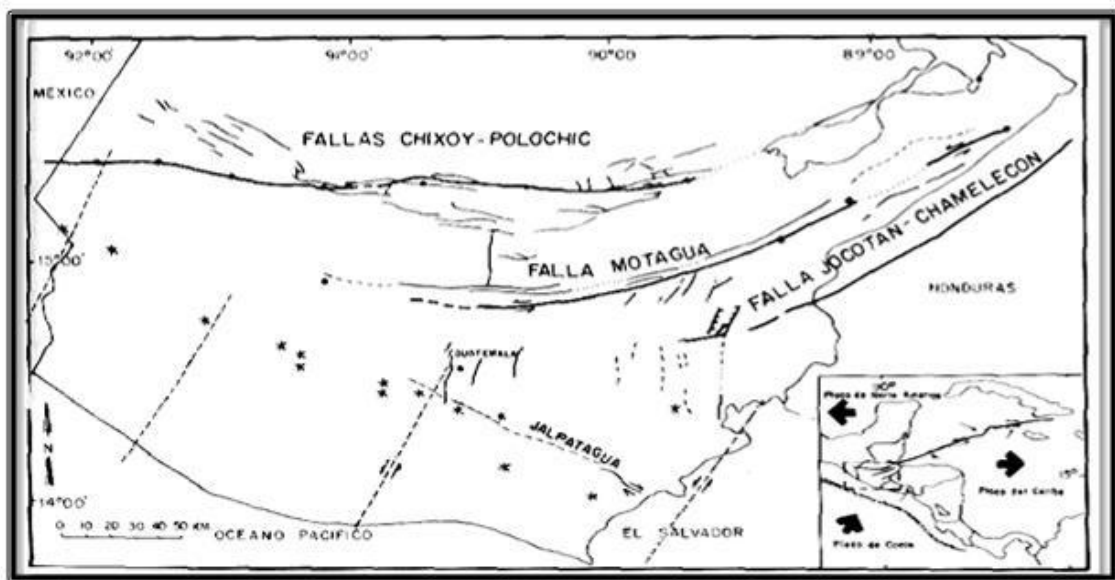 92°00'
91°00'
90°00'
89°00'
MEXICO
FALLAS CHIXOY-POLOCHIC
15°00'
FALLA MOTAGUA
FALLA JOCOTAN-CHAMELECON
HONDURAS
GUATEMALA
JALPATAGUA
N
14°00'
0 10 20 30 40 50 KM.
OCEANO PACIFICO
EL SALVADOR
90°
Placa de Norte America
15°
Placa del Caribe
Placa de Cocos